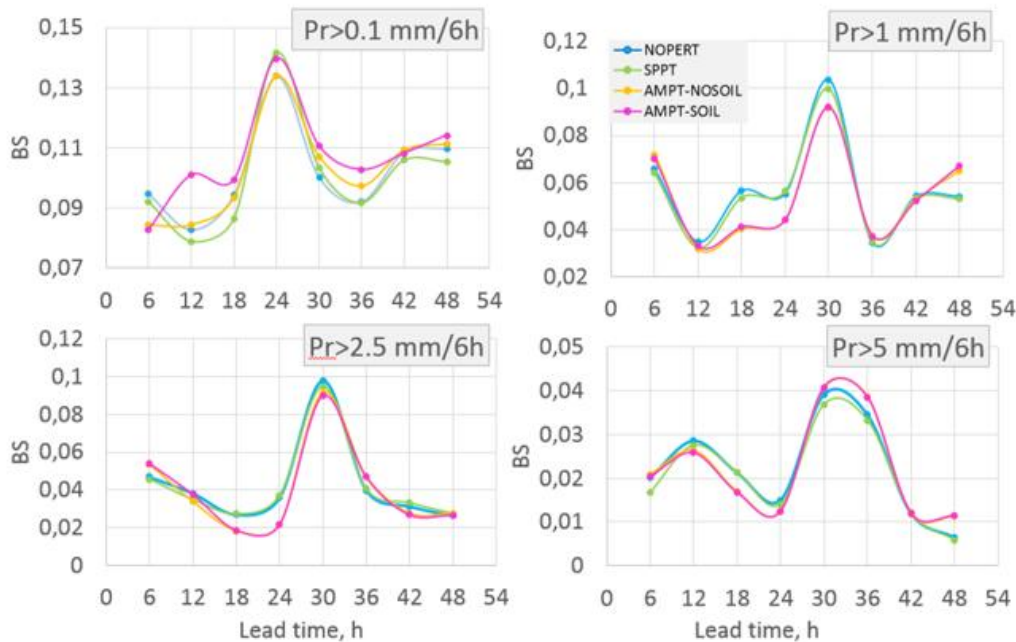 Pr>0.1 mm/6h
BS
0,15
0,13
0,11
0,09
0,07
0 6 12 18 24 30 36 42 48 54
Pr>1 mm/6h
NOPERT
SPPT
AMPT-NOSOIL
AMPT-SOIL
BS
0,12
0,1
0,08
0,06
0,04
0,02
0 6 12 18 24 30 36 42 48 54
Pr>2.5 mm/6h
BS
0,12
0,1
0,08
0,06
0,04
0,02
0
0 6 12 18 24 30 36 42 48 54
Lead time, h
Pr>5 mm/6h
BS
0,05
0,04
0,03
0,02
0,01
0
0 6 12 18 24 30 36 42 48 54
Lead time, h